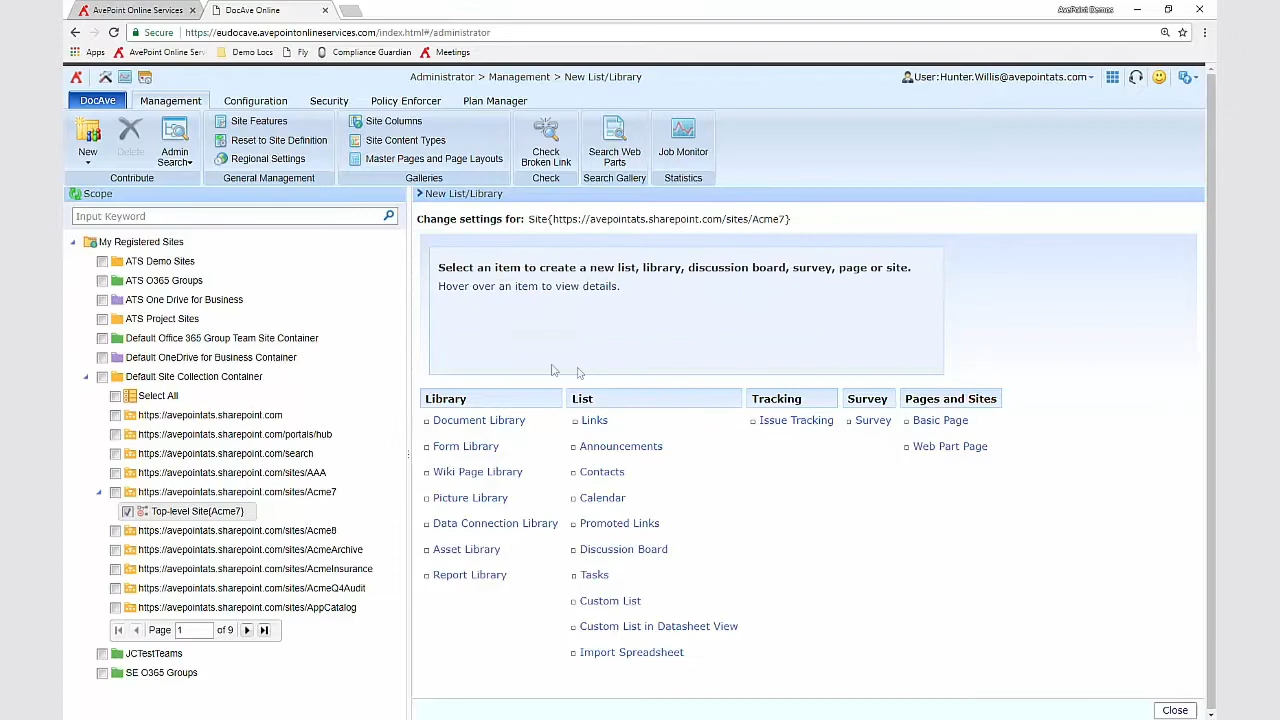 AvePoint Online Services
DocAve Online
AvePoint Demos
Secure https://eudocave.avepointonlineservices.com/index.html#/administrator
Apps AvePoint Online Serv Demo Locs Fly Compliance Guardian Meetings
Administrator > Management > New List/Library
User:Hunter.Willis@avepointats.com
DocAve Management Configuration Security Policy Enforcer Plan Manager
New
Delete
Admin Search
Contribute
Site Features
Reset to Site Definition
Regional Settings
General Management
Site Columns
Site Content Types
Master Pages and Page Layouts
Galleries
Check Broken Link
Check
Search Web Parts
Search Gallery
Job Monitor
Statistics
Scope
Input Keyword
My Registered Sites
ATS Demo Sites
ATS O365 Groups
ATS One Drive for Business
ATS Project Sites
Default Office 365 Group Team Site Container
Default OneDrive for Business Container
Default Site Collection Container
Select All
https://avepointats.sharepoint.com
https://avepointats.sharepoint.com/portals/hub
https://avepointats.sharepoint.com/search
https://avepointats.sharepoint.com/sites/AAA
https://avepointats.sharepoint.com/sites/Acme7
Top-level Site{Acme7}
https://avepointats.sharepoint.com/sites/Acme8
https://avepointats.sharepoint.com/sites/AcmeArchive
https://avepointats.sharepoint.com/sites/AcmeInsurance
https://avepointats.sharepoint.com/sites/AcmeQ4Audit
https://avepointats.sharepoint.com/sites/AppCatalog
Page 1 of 9
JCTestTeams
SE O365 Groups
New List/Library
Change settings for: Site{https://avepointats.sharepoint.com/sites/Acme7}
Select an item to create a new list, library, discussion board, survey, page or site.
Hover over an item to view details.
Library
Document Library
Form Library
Wiki Page Library
Picture Library
Data Connection Library
Asset Library
Report Library
List
Links
Announcements
Contacts
Calendar
Promoted Links
Discussion Board
Tasks
Custom List
Custom List in Datasheet View
Import Spreadsheet
Tracking
Issue Tracking
Survey
Survey
Pages and Sites
Basic Page
Web Part Page
Close